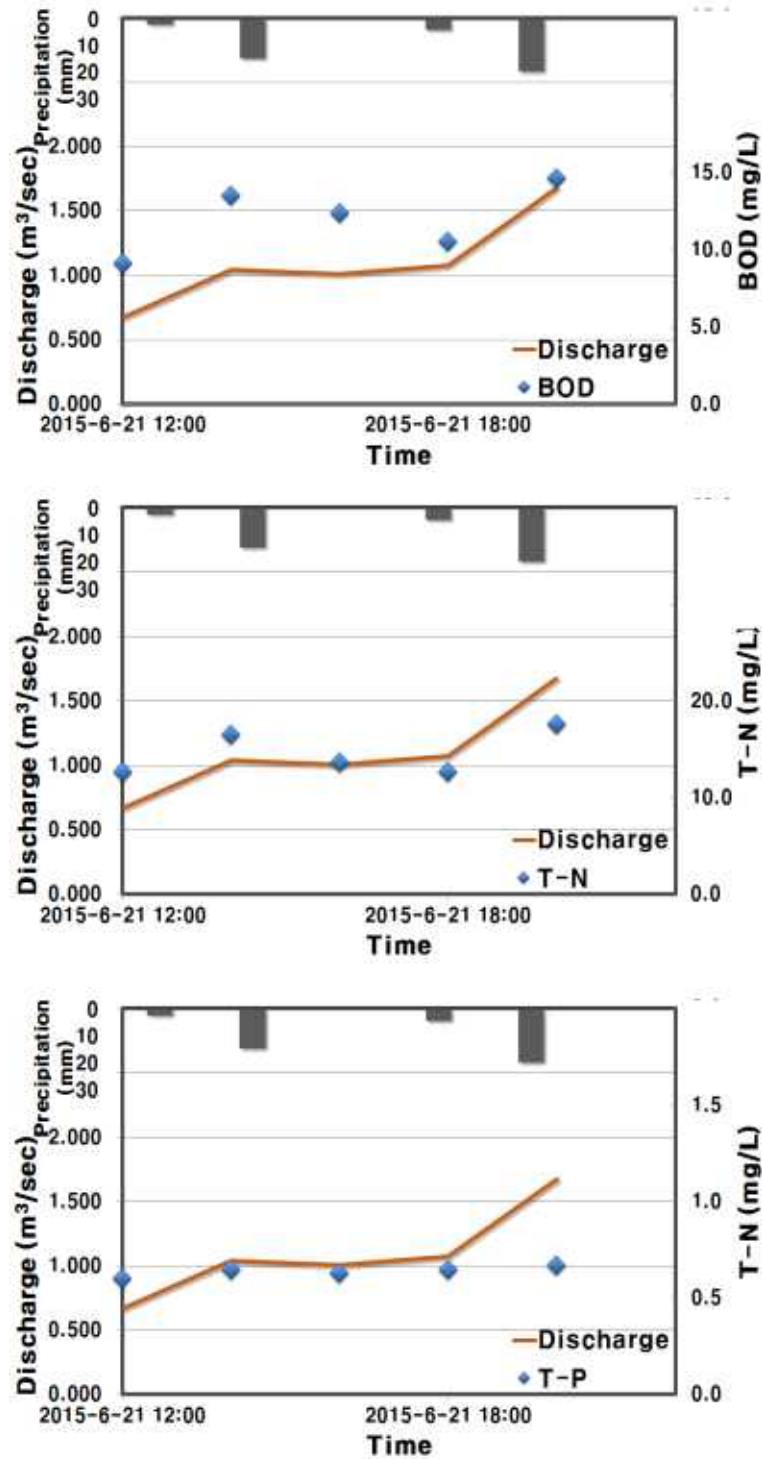 0
10
20
30
Precipitation
(mm)
2.000
1.500
1.000
0.500
0.000
Discharge (m³/sec)
15.0
10.0
5.0
0.0
BOD (mg/L)
Discharge
BOD
2015-6-21 12:00
2015-6-21 18:00
Time
0
10
20
30
Precipitation
(mm)
2.000
1.500
1.000
0.500
0.000
Discharge (m³/sec)
20.0
10.0
0.0
T-N (mg/L)
Discharge
T-N
2015-6-21 12:00
2015-6-21 18:00
Time
0
10
20
30
Precipitation
(mm)
2.000
1.500
1.000
0.500
0.000
Discharge (m³/sec)
1.5
1.0
0.5
0.0
T-N (mg/L)
Discharge
T-P
2015-6-21 12:00
2015-6-21 18:00
Time